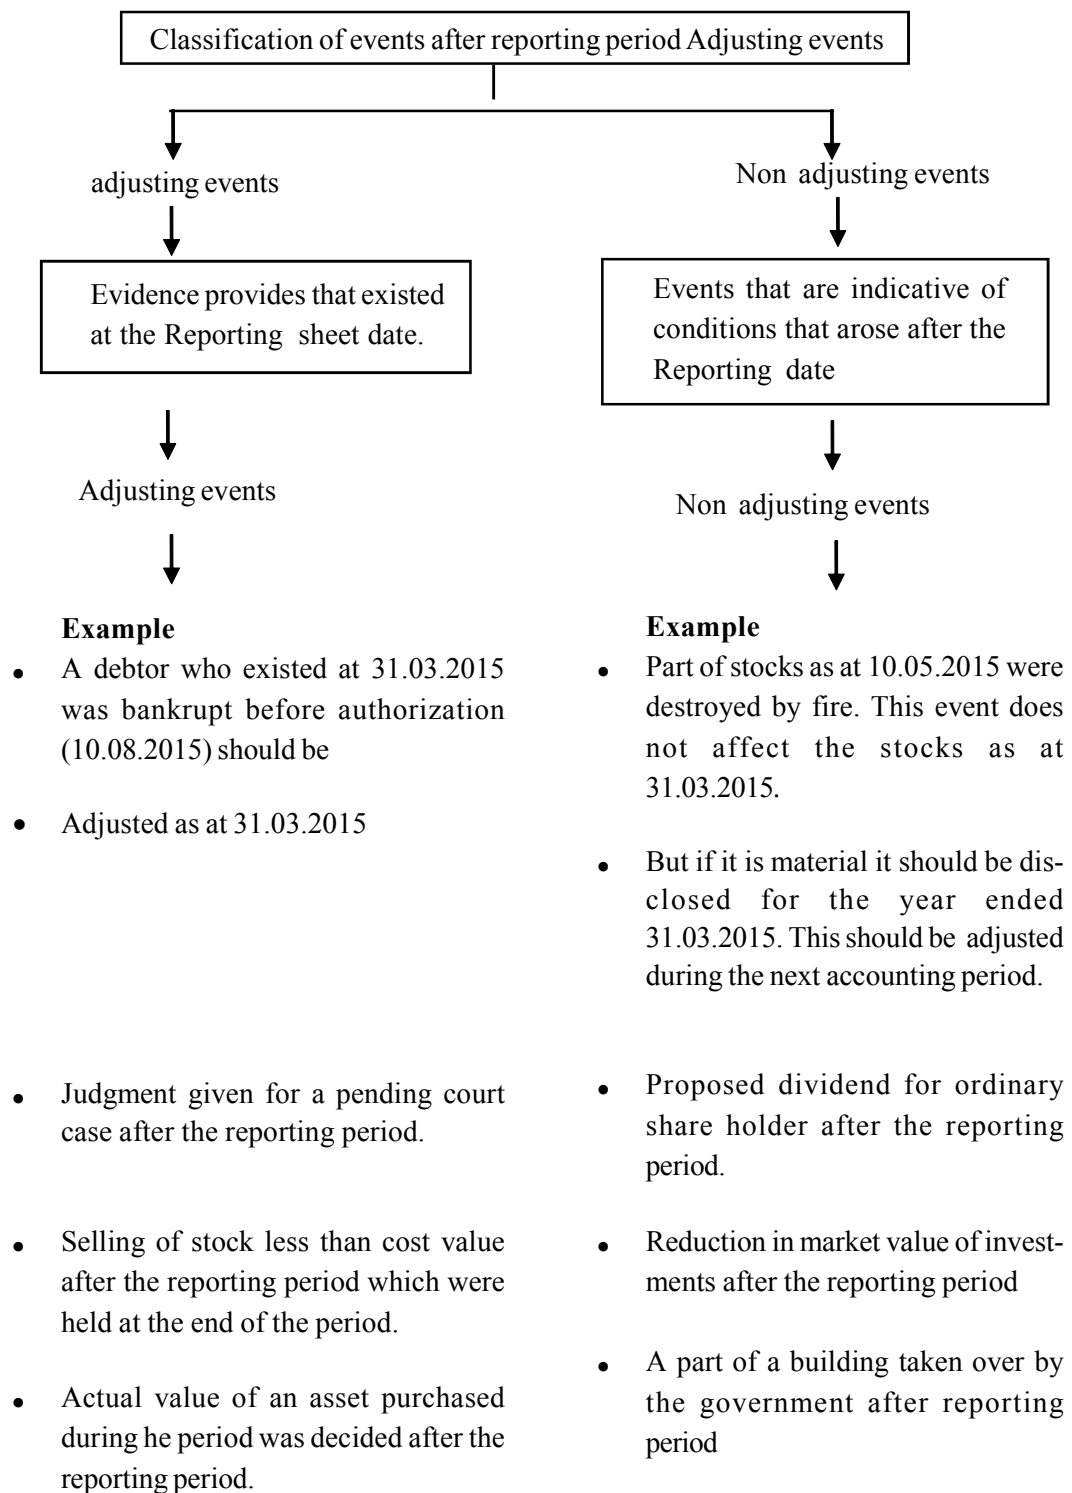 Classification of events after reporting period Adjusting events
adjusting events
Evidence provides that existed
at the Reporting sheet date.
Adjusting events
Example
• A debtor who existed at 31.03.2015
was bankrupt before authorization
(10.08.2015) should be
• Adjusted as at 31.03.2015
• Judgment given for a pending court
case after the reporting period.
• Selling of stock less than cost value
after the reporting period which were
held at the end of the period.
• Actual value of an asset purchased
during he period was decided after the
reporting period.
Non adjusting events
Events that are indicative of
conditions that arose after the
Reporting date
Non adjusting events
Example
• Part of stocks as at 10.05.2015 were
destroyed by fire. This event does
not affect the stocks as at
31.03.2015.
• But if it is material it should be dis-
closed for the year ended
31.03.2015. This should be adjusted
during the next accounting period.
• Proposed dividend for ordinary
share holder after the reporting
period.
• Reduction in market value of invest-
ments after the reporting period
• A part of a building taken over by
the government after reporting
period